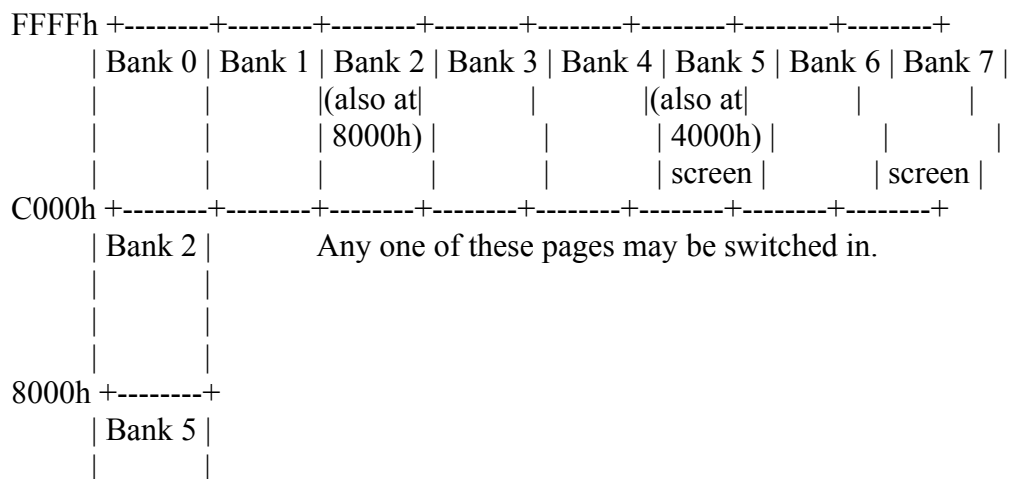 FFFFh +--------+--------+--------+--------+--------+--------+--------+--------+
| Bank 0 | Bank 1 | Bank 2 | Bank 3 | Bank 4 | Bank 5 | Bank 6 | Bank 7 |
| | |(also at| | |(also at| | |
| | | 8000h) | | | 4000h) | | |
| | | | | | screen | | screen |
C000h +--------+--------+--------+--------+--------+--------+--------+--------+
| Bank 2 | Any one of these pages may be switched in.
| |
| |
| |
8000h +--------+
| Bank 5 |
| |